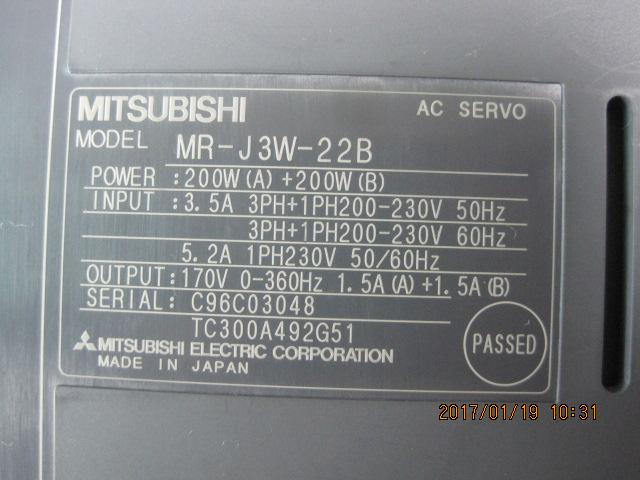 MITSUBISHI AC SERVO
MODEL MR-J3W-22B
POWER :200W(A)+200W(B)
INPUT :3.5A 3PH+1PH200-230V 50Hz
3PH+1PH200-230V 60Hz
5.2A 1PH230V 50/60Hz
OUTPUT:170V 0-360Hz 1.5A(A)+1.5A(B)
SERIAL: C96C03048
TC300A492G51
MITSUBISHI ELECTRIC CORPORATION
MADE IN JAPAN
PASSED
2017/01/19 10:31